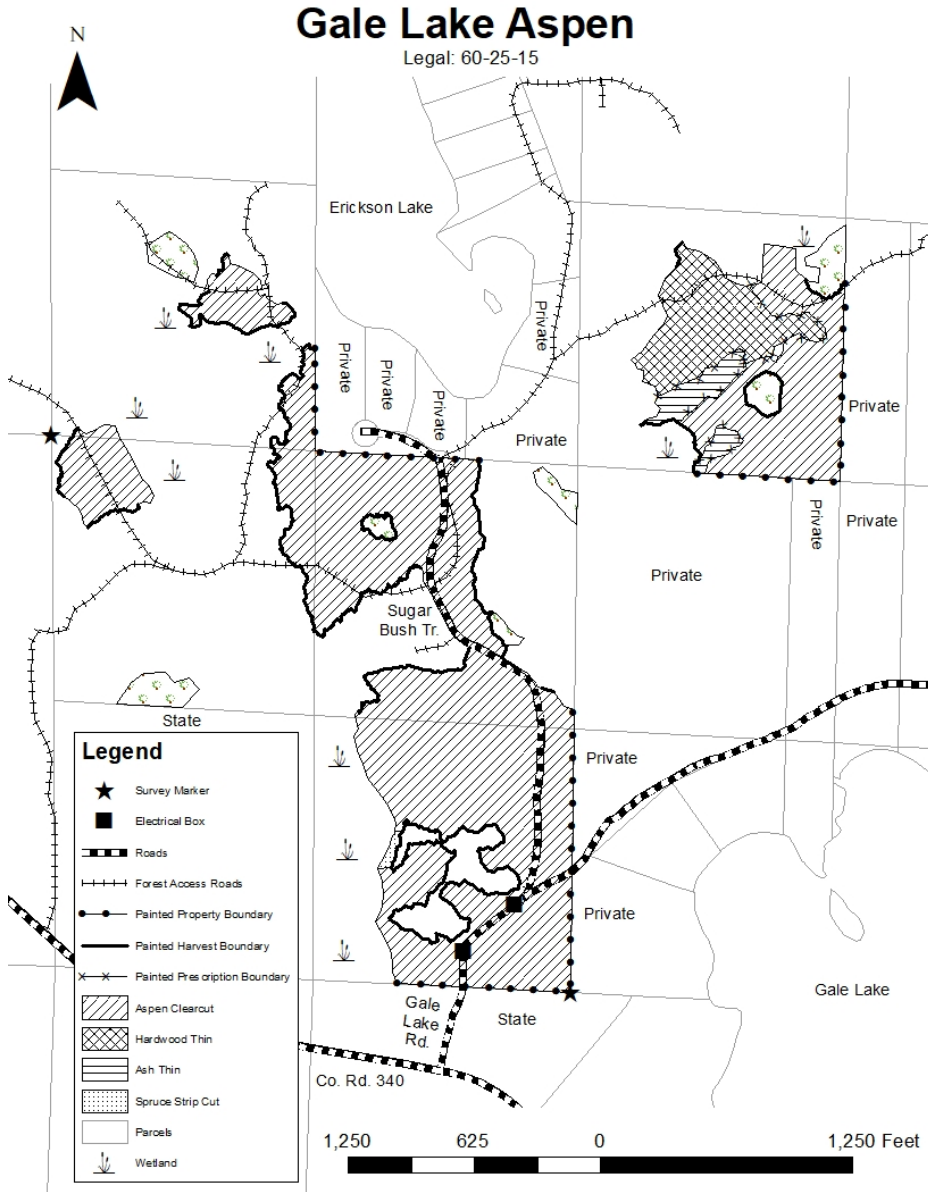 Gale Lake Aspen
Legal: 60-25-15
N
Erickson Lake
Private
Private
Private
Private
Private
Private
Private
Private
Private
Sugar
Bush Tr.
State
Private
Private
Gale
Lake
Rd.
State
Gale Lake
Co. Rd. 340
Legend
Survey Marker
Electrical Box
Roads
Forest Access Roads
Painted Property Boundary
Painted Harvest Boundary
Painted Prescription Boundary
Aspen Clearcut
Hardwood Thin
Ash Thin
Spruce Strip Cut
Parcels
Wetland
1,250 625 0 1,250 Feet